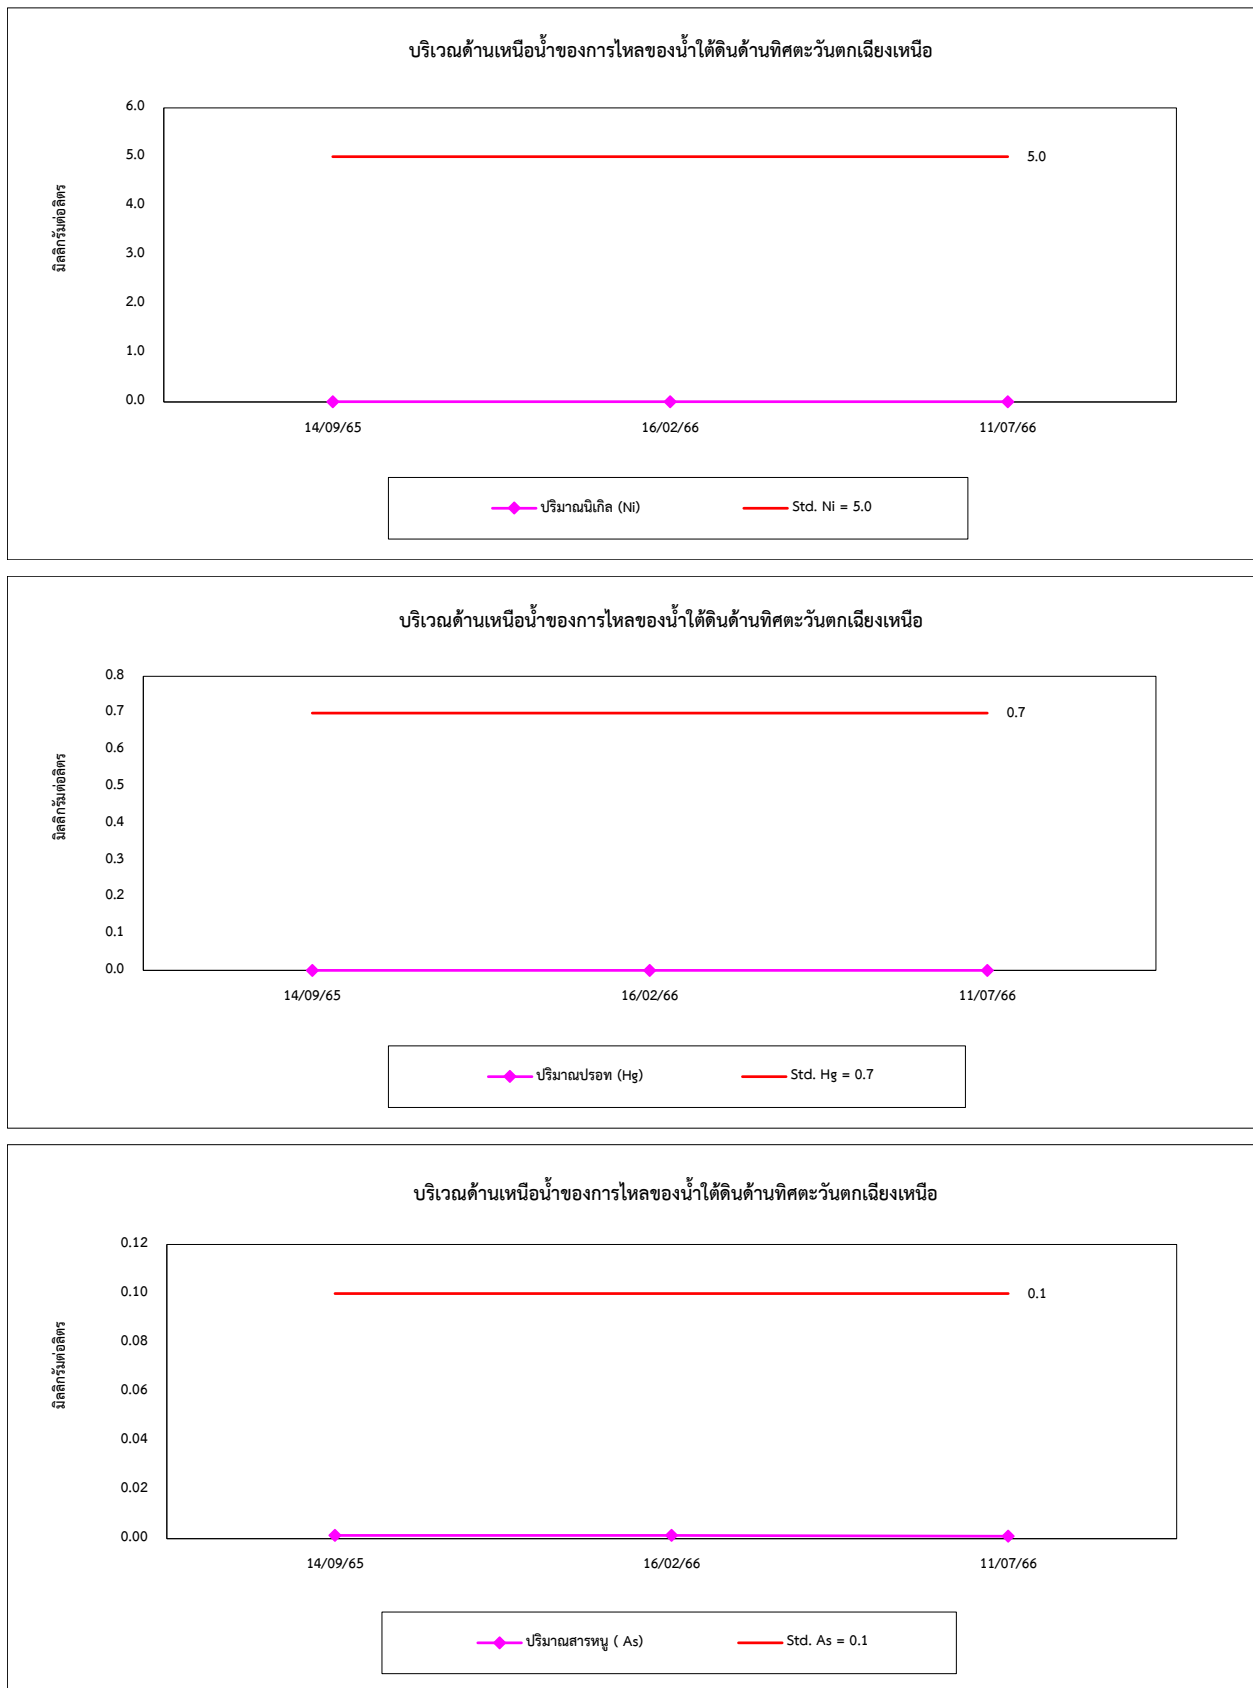 บริเวณด้านเหนือน้ำของการไหลของน้ำใต้ดินด้านทิศตะวันตกเฉียงเหนือ
มิลลิกรัมต่อลิตร
6.0
5.0
4.0
3.0
2.0
1.0
0.0
5.0
14/09/65 16/02/66 11/07/66
ปริมาณนิเกิล (Ni) Std. Ni = 5.0
บริเวณด้านเหนือน้ำของการไหลของน้ำใต้ดินด้านทิศตะวันตกเฉียงเหนือ
มิลลิกรัมต่อลิตร
0.8
0.7
0.6
0.5
0.4
0.3
0.2
0.1
0.0
0.7
14/09/65 16/02/66 11/07/66
ปริมาณปรอท (Hg) Std. Hg = 0.7
บริเวณด้านเหนือน้ำของการไหลของน้ำใต้ดินด้านทิศตะวันตกเฉียงเหนือ
มิลลิกรัมต่อลิตร
0.12
0.10
0.08
0.06
0.04
0.02
0.00
0.1
14/09/65 16/02/66 11/07/66
ปริมาณสารหนู ( As) Std. As = 0.1